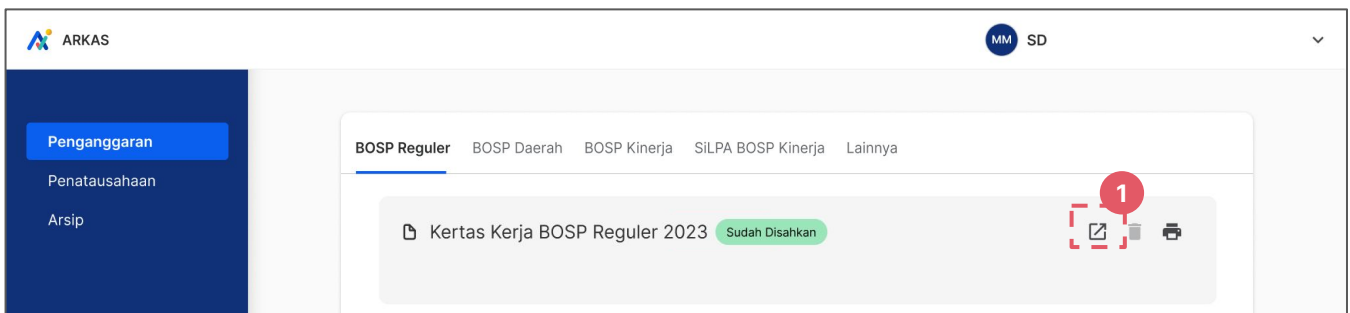 ARKAS
MM SD
Penganggaran
Penatausahaan
Arsip
BOSP Reguler BOSP Daerah BOSP Kinerja SiLPA BOSP Kinerja Lainnya
1
Kertas Kerja BOSP Reguler 2023 Sudah Disahkan